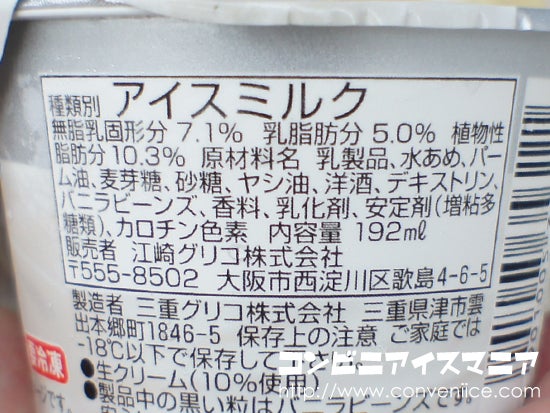 種類別 アイスミルク
無脂乳固形分 7.1% 乳脂肪分 5.0% 植物性
脂肪分 10.3% 原材料名 乳製品、水あめ、パー
ム油、麦芽糖、砂糖、ヤシ油、洋酒、デキストリン、
バニラビーンズ、香料、乳化剤、安定剤(増粘多
糖類)、カロチン色素 内容量 192ml
販売者 江崎グリコ株式会社
〒555-8502 大阪市西淀川区歌島4-6-5
製造者 三重グリコ株式会社 三重県津市雲
出本郷町1846-5 保存上の注意 ご家庭では
-18℃以下で保存して
●生クリーム(10%使用
●製品中の黒い粒はバニラビーンズで
要冷凍
コンビニアイスマニア
http://www.conveniice.com/